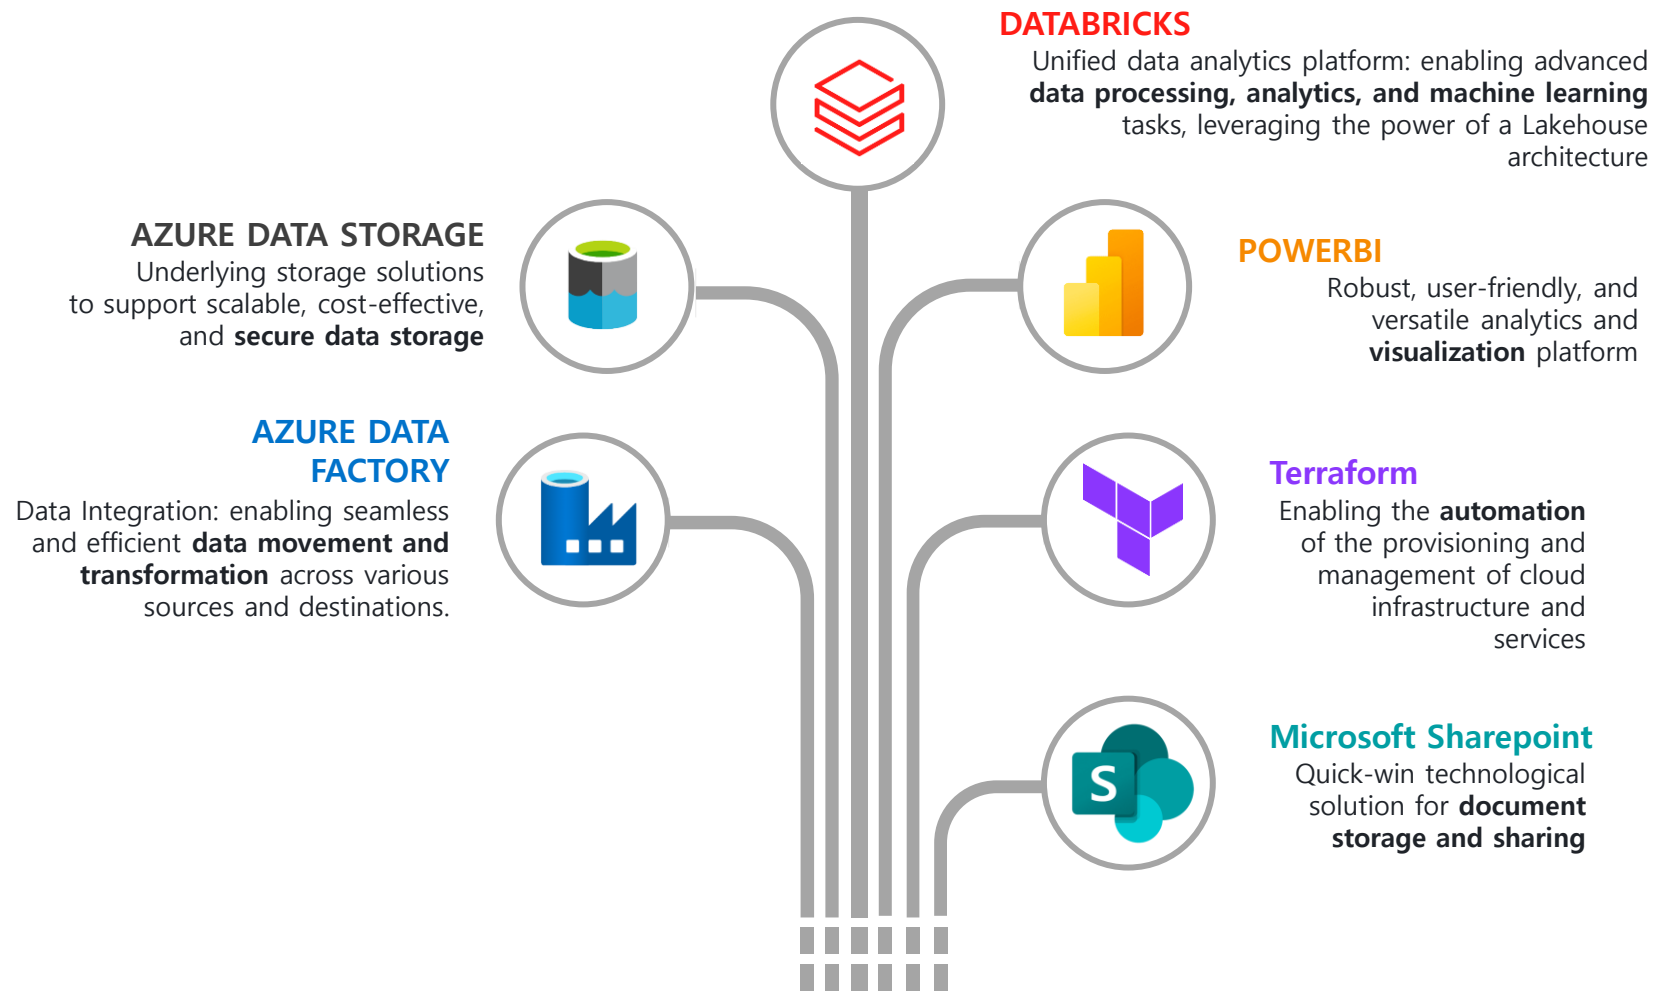 DATABRICKS
Unified data analytics platform: enabling advanced
data processing, analytics, and machine learning
tasks, leveraging the power of a Lakehouse
architecture
AZURE DATA STORAGE
Underlying storage solutions
to support scalable, cost-effective,
and secure data storage
POWERBI
Robust, user-friendly, and
versatile analytics and
visualization platform
AZURE DATA
FACTORY
Data Integration: enabling seamless
and efficient data movement and
transformation across various
sources and destinations.
Terraform
Enabling the automation
of the provisioning and
management of cloud
infrastructure and
services
Microsoft Sharepoint
Quick-win technological
solution for document
storage and sharing
S